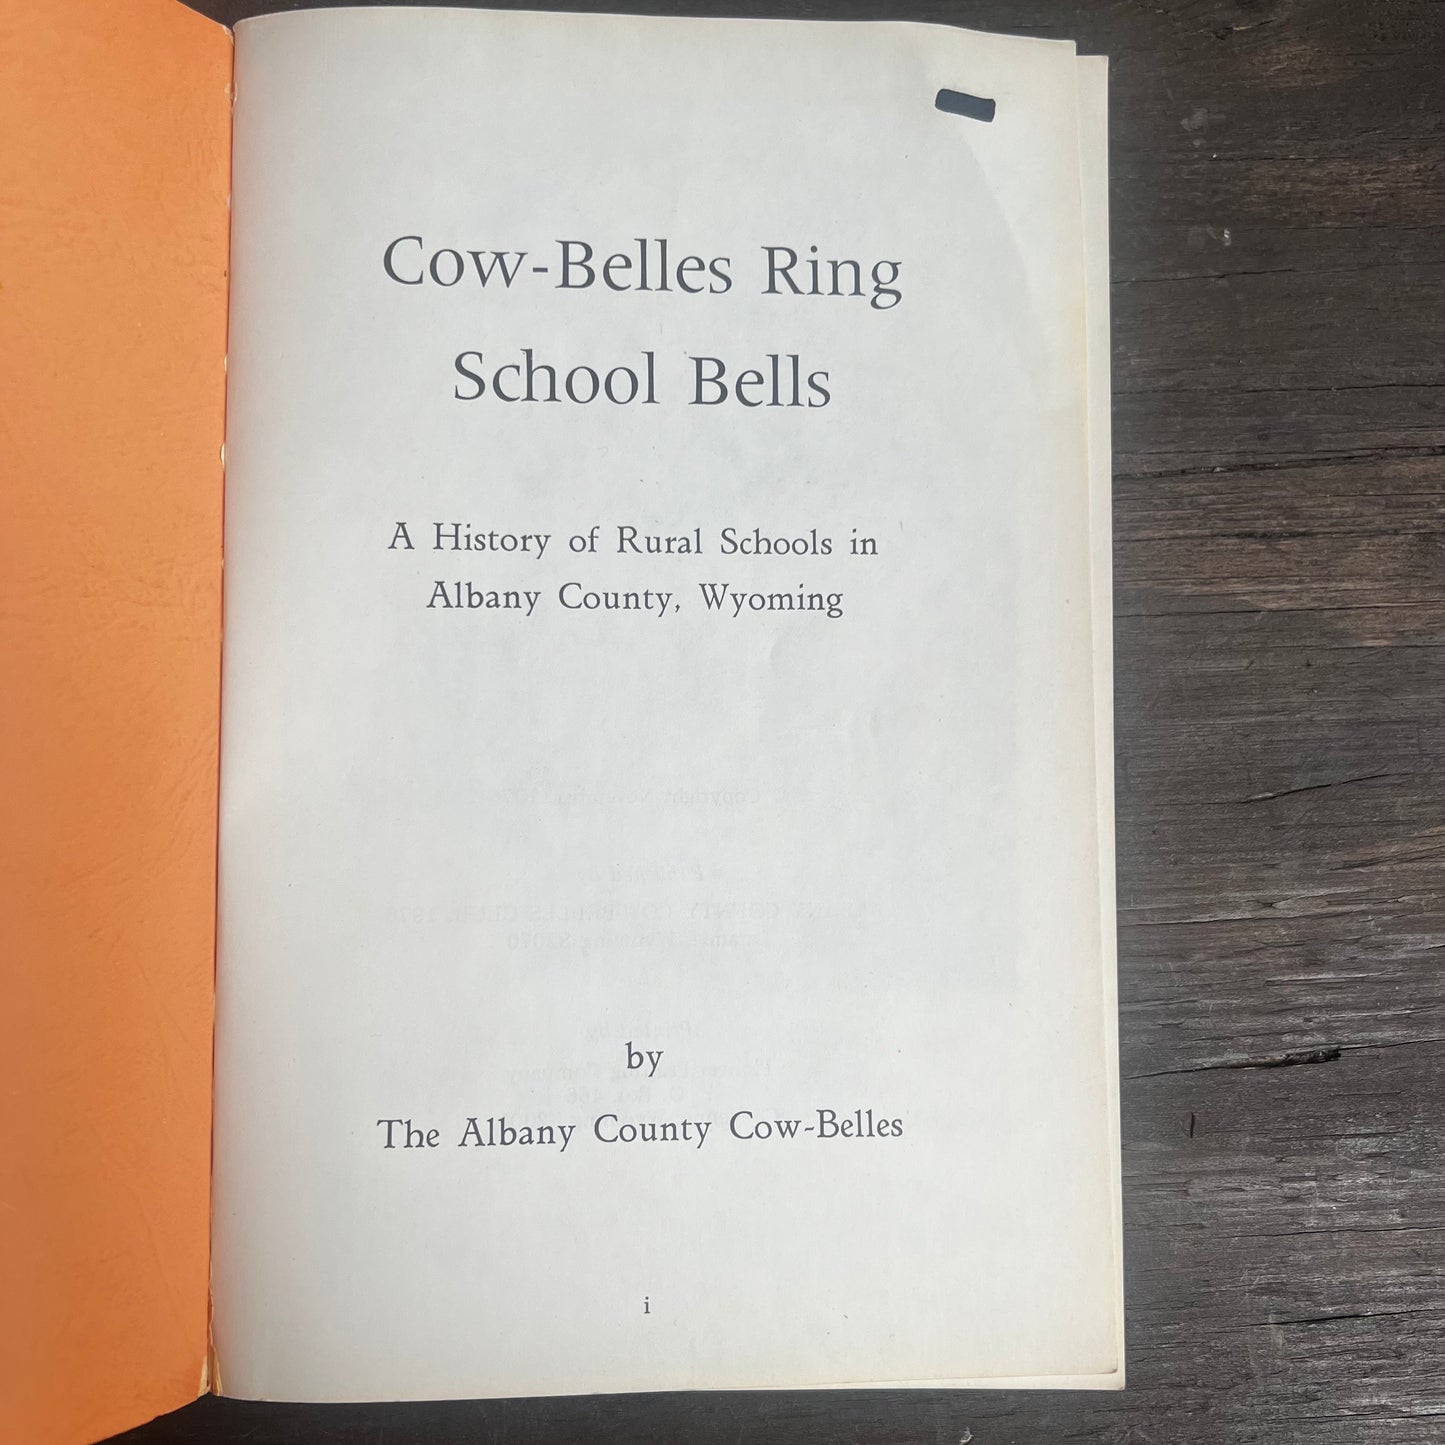 Cow-Belles Ring
School Bells
A History of Rural Schools in
Albany County, Wyoming
by
The Albany County Cow-Belles
i